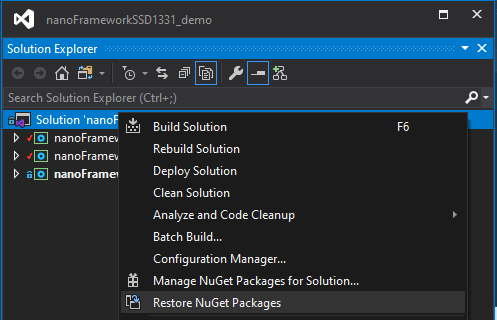 nanoFrameworkSSD1331_demo
Solution Explorer
Search Solution Explorer (Ctrl+;)
Solution 'nanoF
nanoFramew
nanoFramew
nanoFramew
Build Solution F6
Rebuild Solution
Deploy Solution
Clean Solution
Analyze and Code Cleanup
Batch Build...
Configuration Manager...
Manage NuGet Packages for Solution...
Restore NuGet Packages